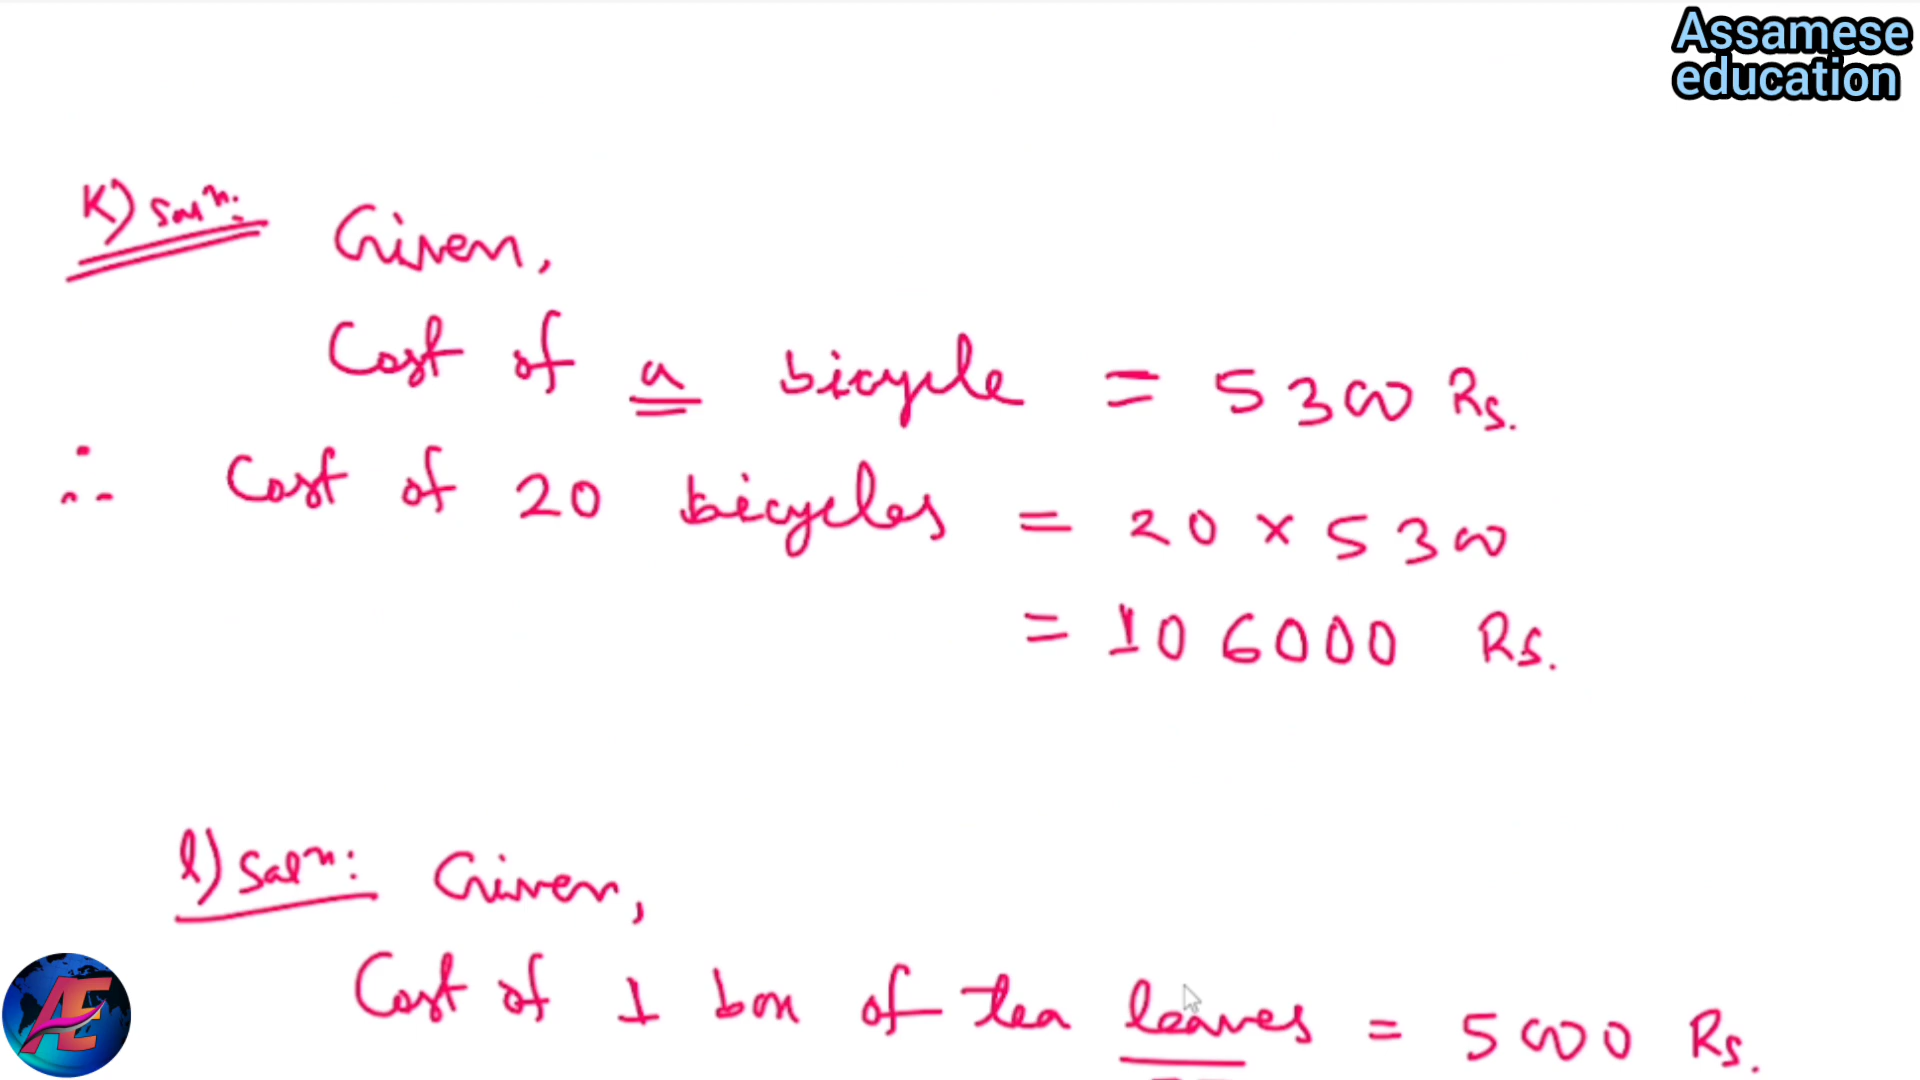 Assamese
education
K) Solⁿ: Given,
Cost of a bicycle = 5300 Rs.
∴ Cost of 20 bicycles = 20 × 5300
= 106000 Rs.
l) Solⁿ: Given,
Cost of 1 box of tea leaves = 5000 Rs.
AE